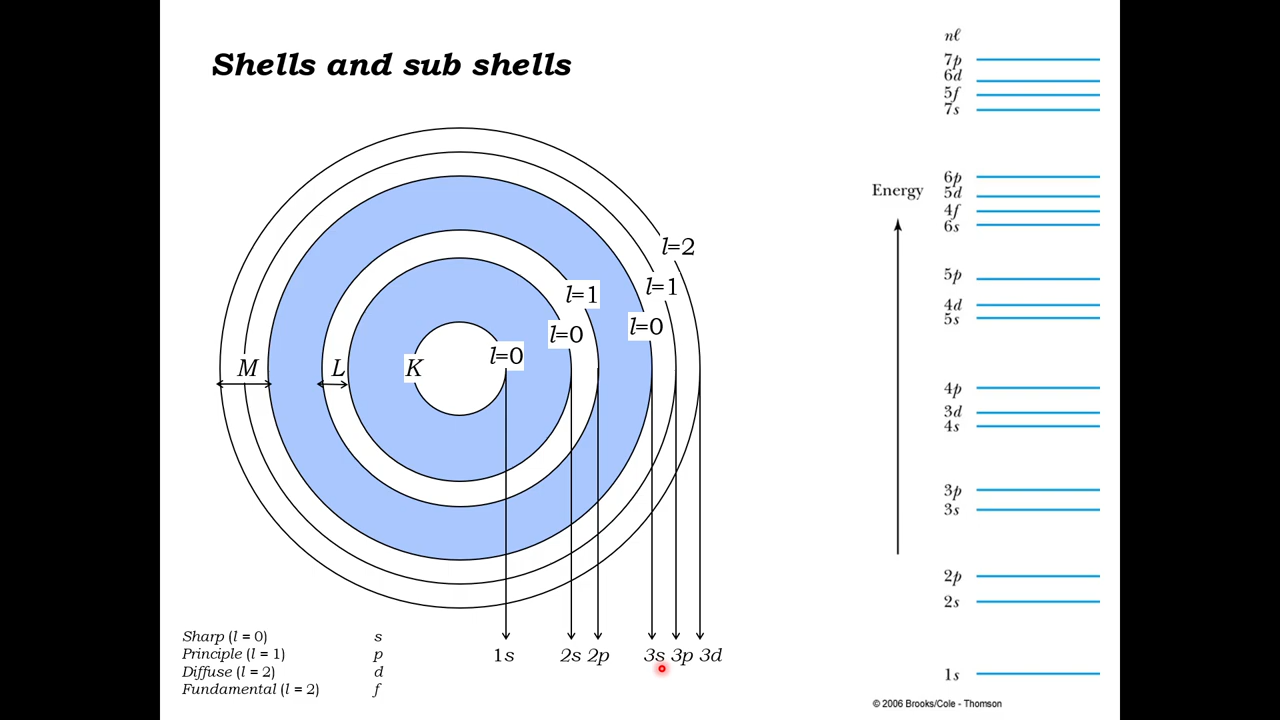 Shells and sub shells
l=2
l=1
l=0
l=1
l=0
l=0
M
L
K
1s 2s 2p 3s 3p 3d
Sharp (l = 0) s
Principle (l = 1) p
Diffuse (l = 2) d
Fundamental (l = 2) f
nℓ
7p
6d
5f
7s
6p
5d
4f
6s
5p
4d
5s
4p
3d
4s
3p
3s
2p
2s
1s
Energy
© 2006 Brooks/Cole - Thomson